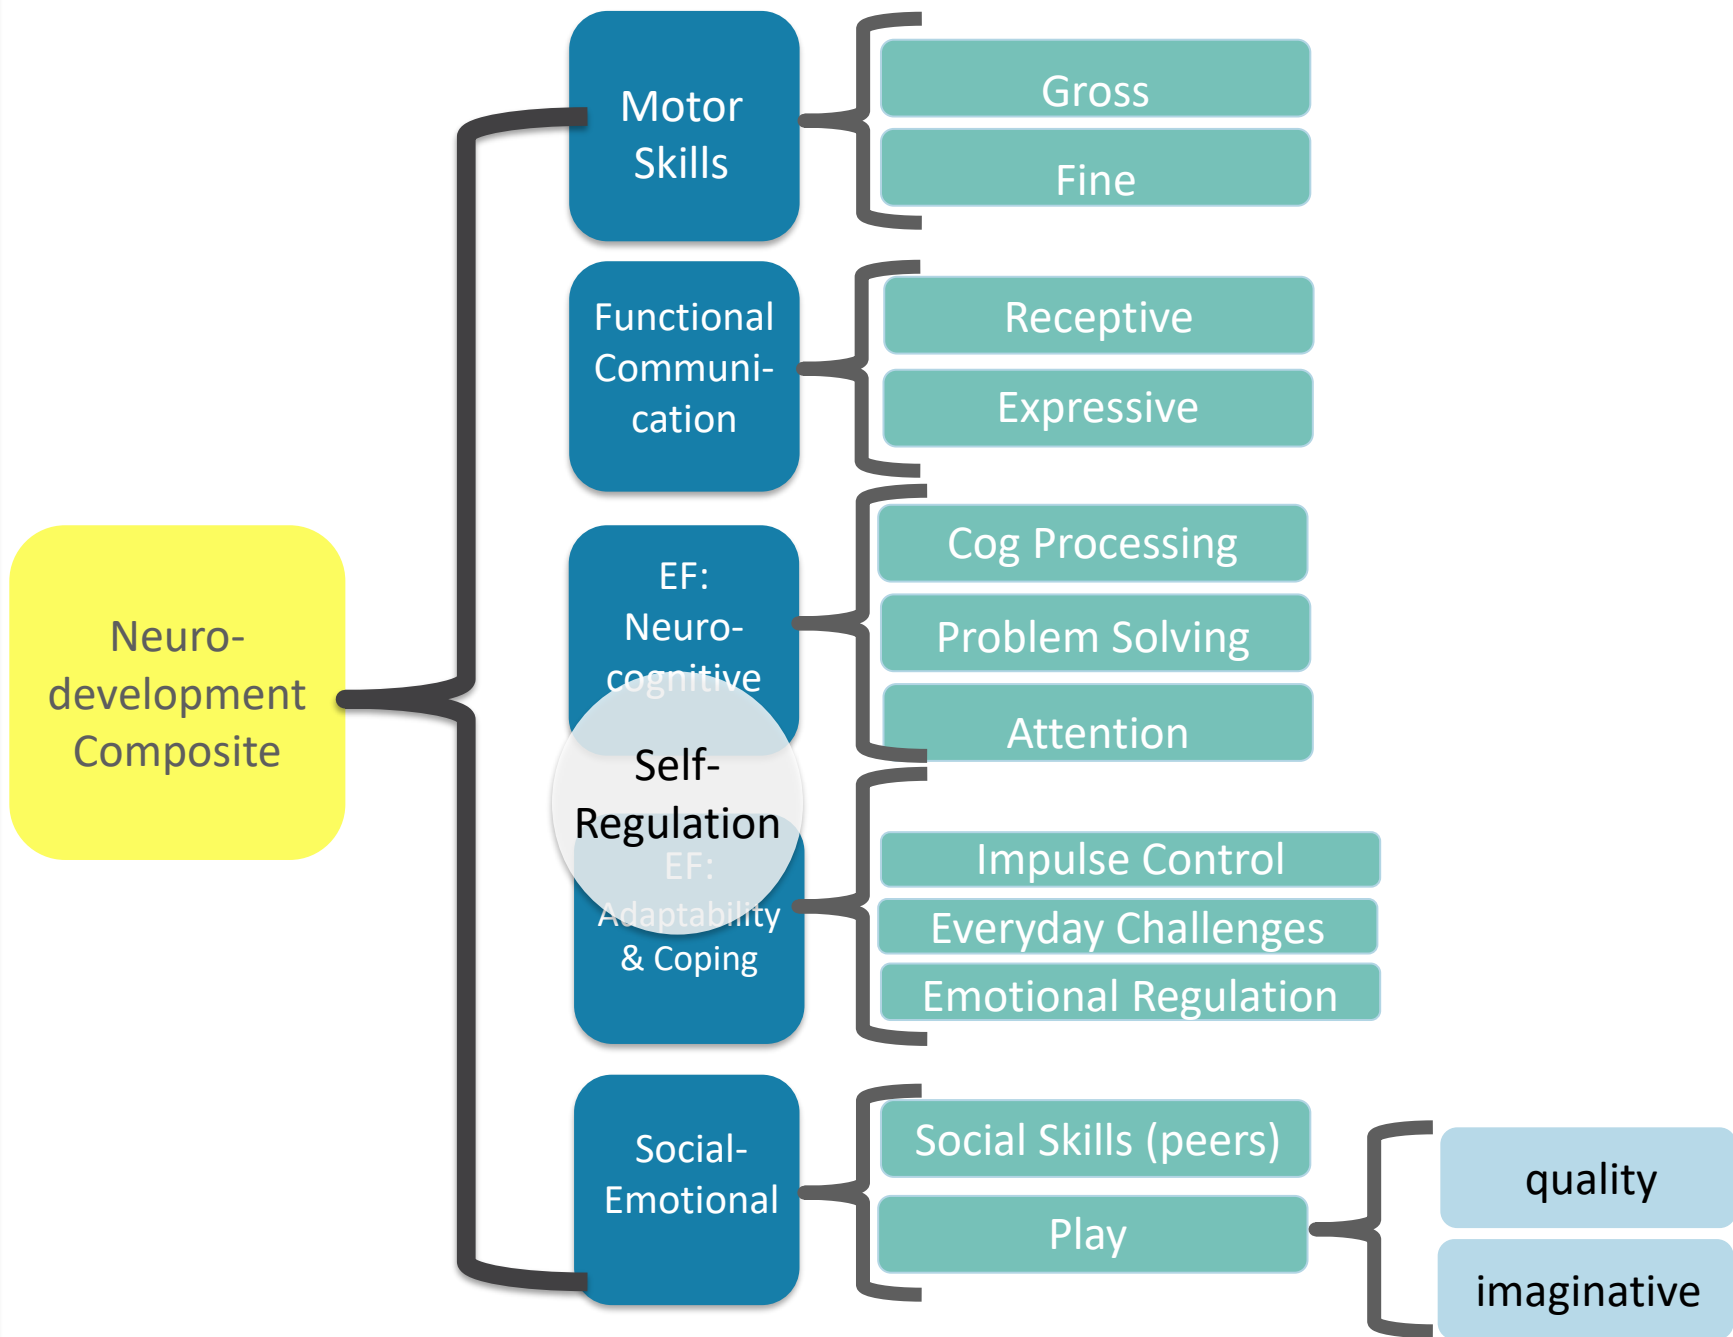 Neuro-
development
Composite
Motor
Skills
Gross
Fine
Functional
Communi-
cation
Receptive
Expressive
EF:
Neuro-
cognitive
Cog Processing
Problem Solving
Attention
Self-
Regulation
EF:
Adaptability
& Coping
Impulse Control
Everyday Challenges
Emotional Regulation
Social-
Emotional
Social Skills (peers)
Play
quality
imaginative